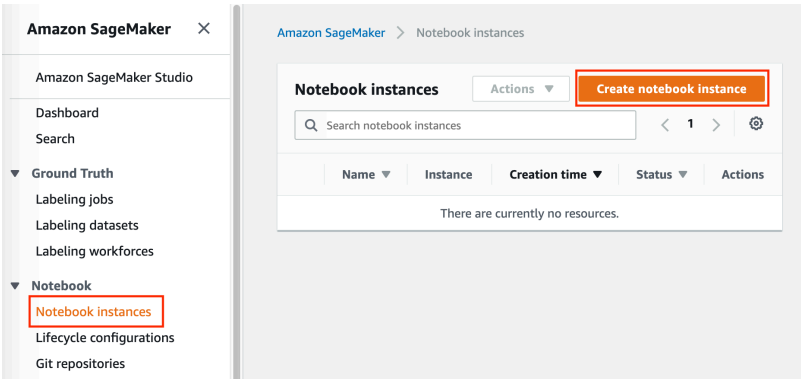 Amazon SageMaker
Amazon SageMaker Studio
Dashboard
Search
Ground Truth
Labeling jobs
Labeling datasets
Labeling workforces
Notebook
Notebook instances
Lifecycle configurations
Git repositories
Amazon SageMaker > Notebook instances
Notebook instances Actions Create notebook instance
Search notebook instances 1
Name Instance Creation time Status Actions
There are currently no resources.